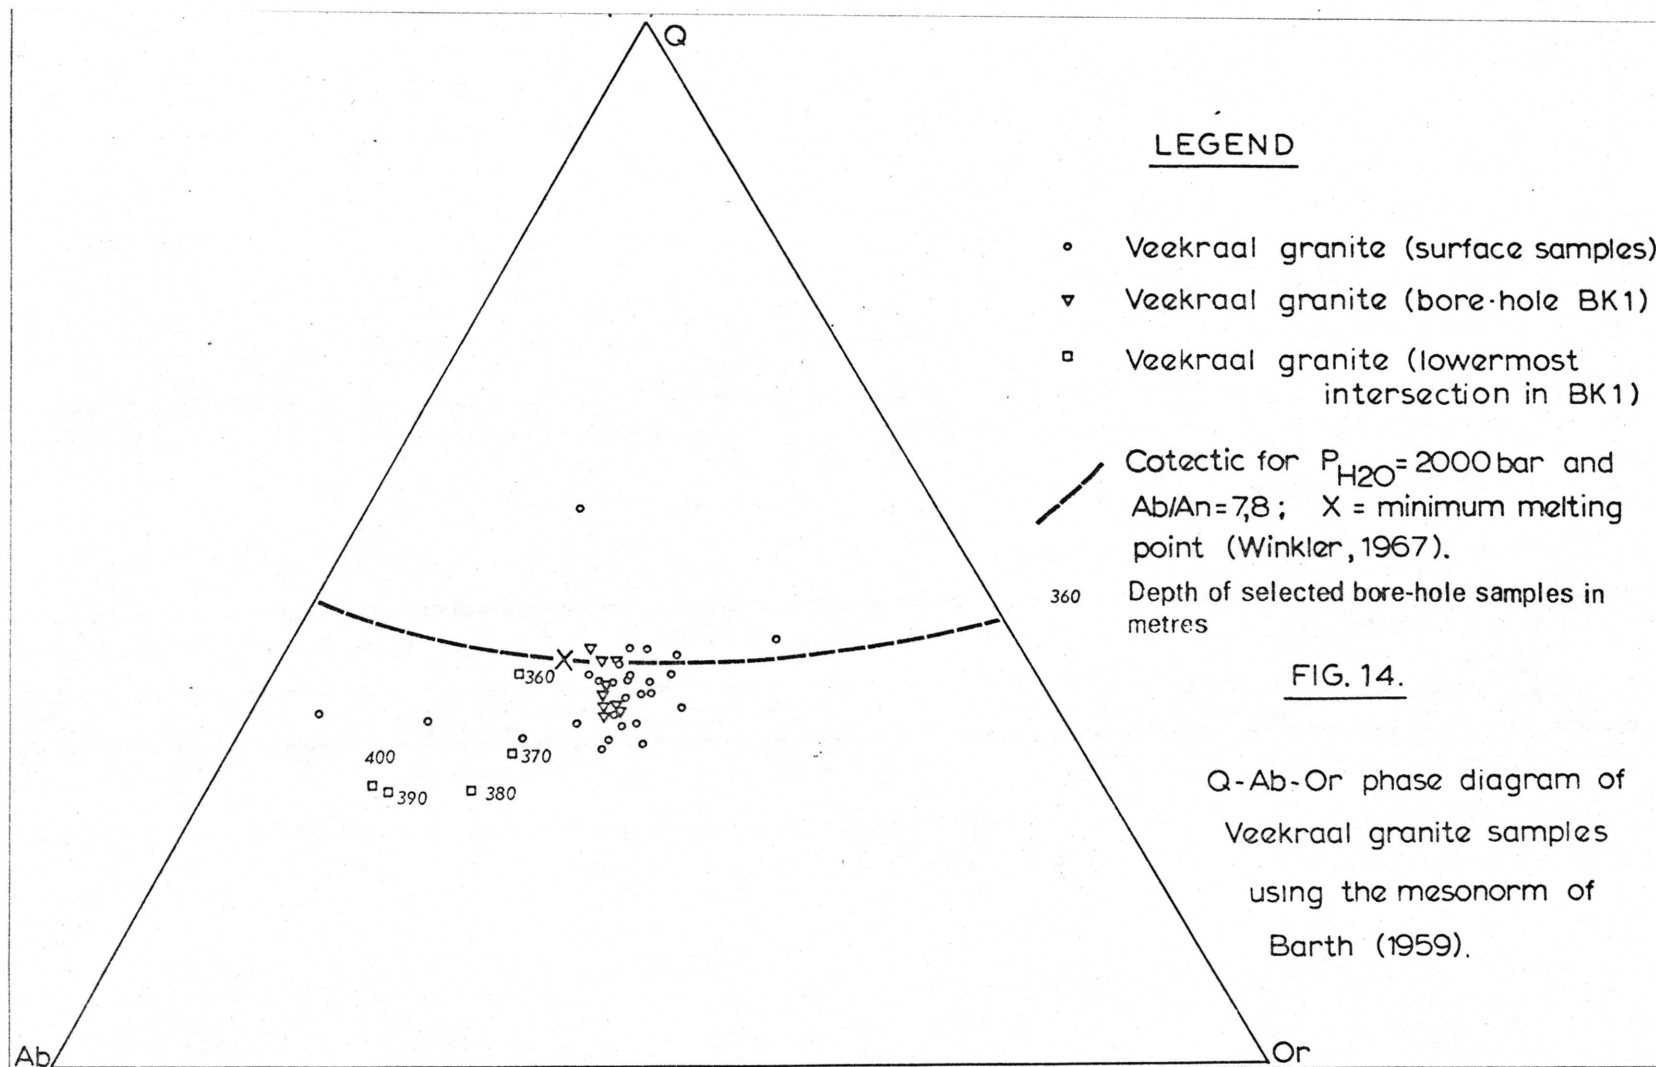 Q
LEGEND
Veekraal granite (surface samples)
Veekraal granite (bore-hole BK1)
Veekraal granite (lowermost
intersection in BK1)
Cotectic for PH2O=2000 bar and
Ab/An=7,8; X = minimum melting
point (Winkler, 1967).
360 Depth of selected bore-hole samples in
metres
FIG. 14.
Q-Ab-Or phase diagram of
Veekraal granite samples
using the mesonorm of
Barth (1959).
X
360
370
400
390
380
Ab
Or